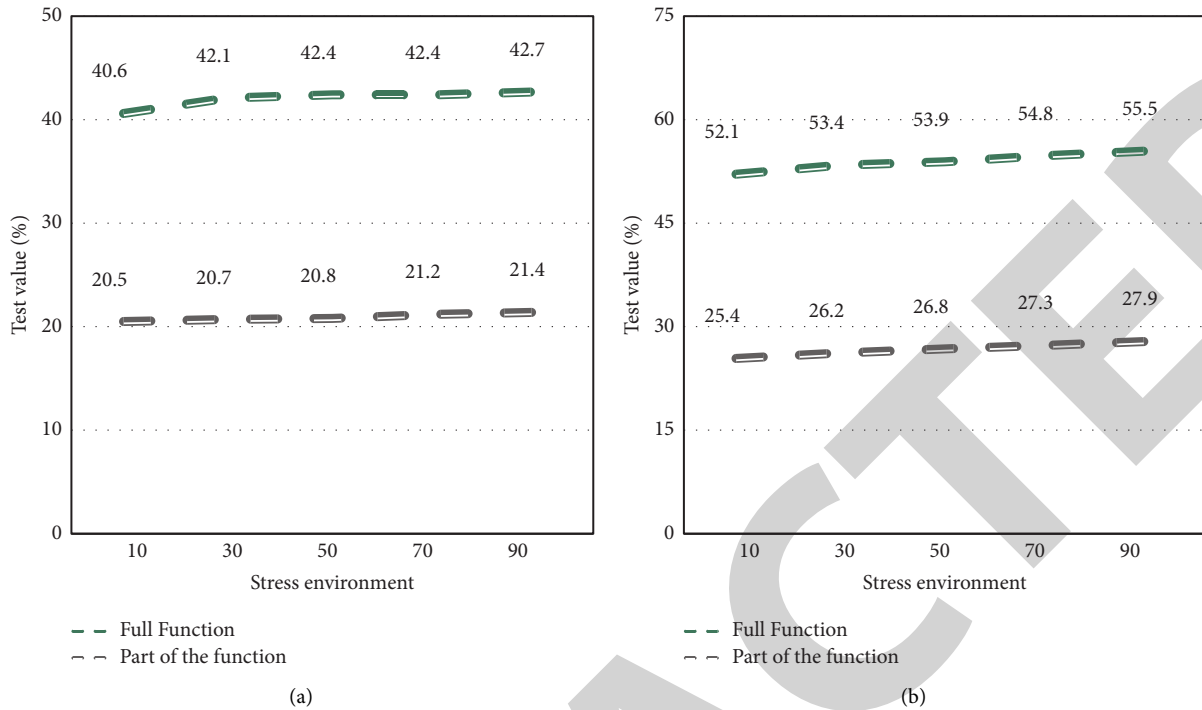 50
40
30
20
10
0
Test value (%)
40.6 42.1 42.4 42.4 42.7
20.5 20.7 20.8 21.2 21.4
10 30 50 70 90
Stress environment
Full Function
Part of the function
(a)
75
60
45
30
15
0
Test value (%)
52.1 53.4 53.9 54.8 55.5
25.4 26.2 26.8 27.3 27.9
10 30 50 70 90
Stress environment
Full Function
Part of the function
(b)
ACTE